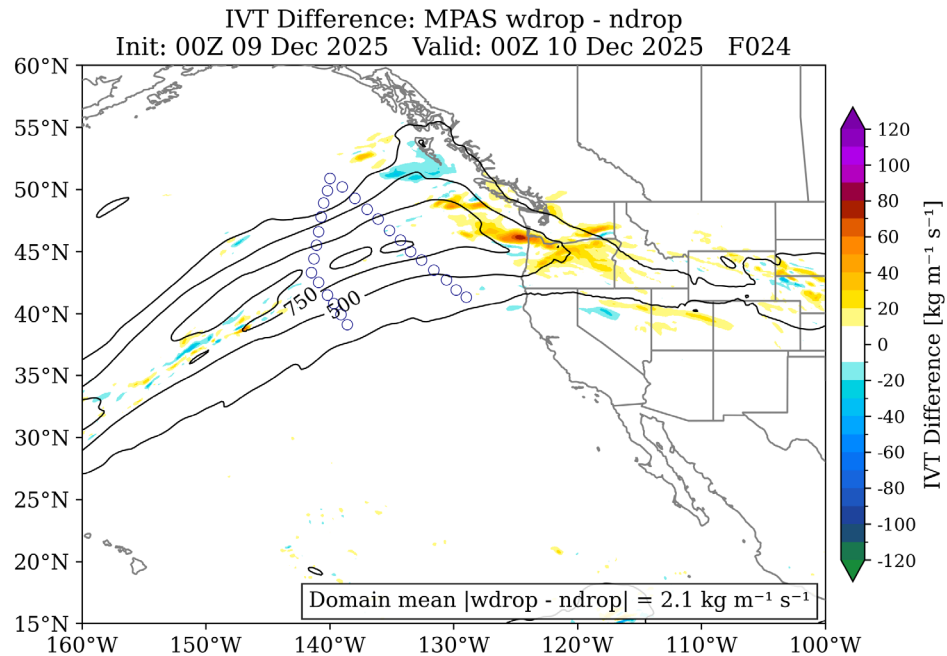 IVT Difference: MPAS wdrop - ndrop
Init: 00Z 09 Dec 2025   Valid: 00Z 10 Dec 2025   F024
60°N
55°N
50°N
45°N
40°N
35°N
30°N
25°N
20°N
15°N
750
500
Domain mean |wdrop - ndrop| = 2.1 kg m⁻¹ s⁻¹
160°W
150°W
140°W
130°W
120°W
110°W
100°W
120
100
80
60
40
20
0
-20
-40
-60
-80
-100
-120
IVT Difference [kg m⁻¹ s⁻¹]